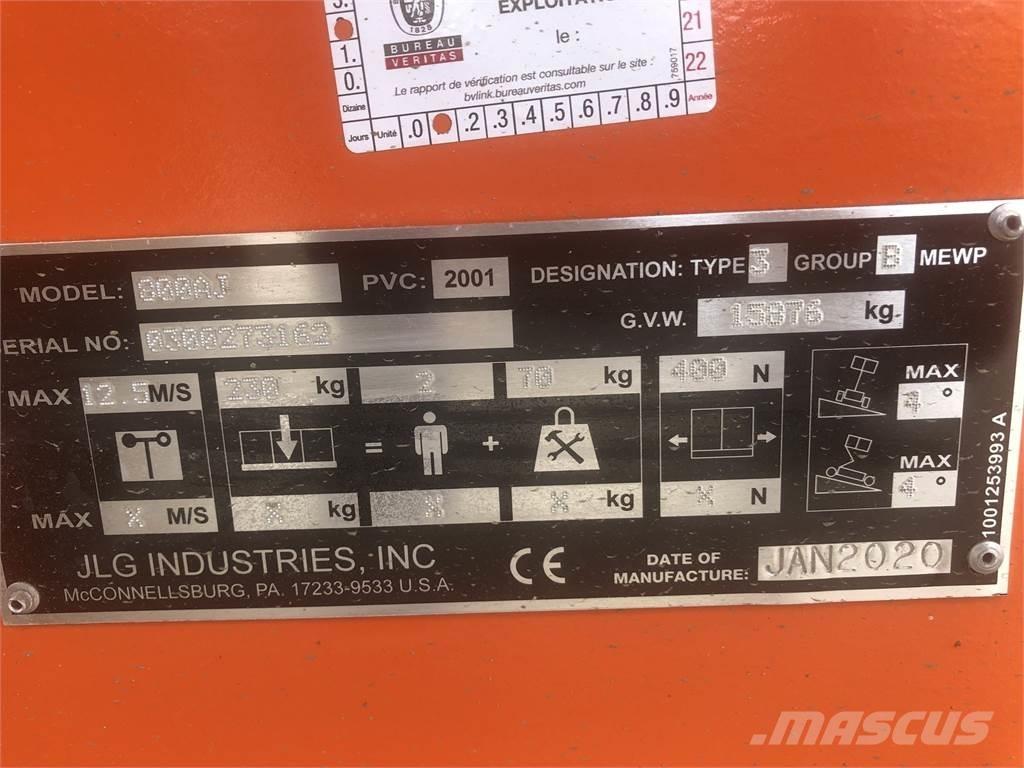 EXPLOITATI
le :
1828
BUREAU
VERITAS
Le rapport de vérification est consultable sur le site :
bvlink.bureauveritas.com
759017
21
22
Année
1.
0.
Dizaine
Jours
Unité .0 .2 .3 .4 .5 .6 .7 .8 .9
MODEL: 800AJ PVC: 2001 DESIGNATION: TYPE 3 GROUP B MEWP
SERIAL NO: 0300273162 G.V.W. 15876 kg
MAX 12.5 M/S 230 kg 2 70 kg 400 N MAX 4°
= +
MAX 4°
MAX X M/S X kg X X kg X N
JLG INDUSTRIES, INC CE DATE OF MANUFACTURE: JAN2020
McCONNELLSBURG, PA. 17233-9533 U.S.A.
1001253993 A
MASCUS